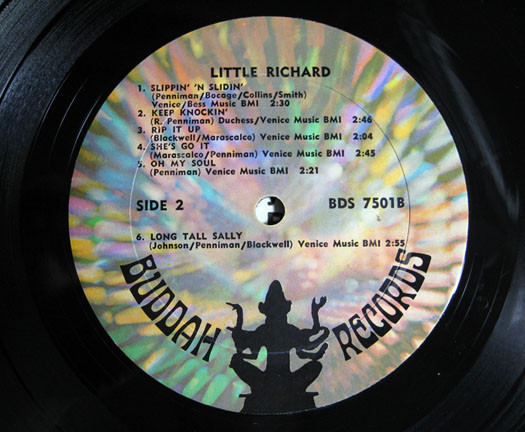 LITTLE RICHARD
1. SLIPPIN' 'N SLIDIN'
(Penniman/Bocage/Collins/Smith)
Venice/Bess Music BMI 2:30
2. KEEP KNOCKIN'
(R. Penniman) Duchess/Venice Music BMI 2:46
3. RIP IT UP
(Blackwell/Marascalco) Venice Music BMI 2:04
4. SHE'S GO IT
(Marascalco/Penniman) Venice Music BMI 2:45
5. OH MY SOUL
(Penniman) Venice Music BMI 2:21
SIDE 2 BDS 7501B
6. LONG TALL SALLY
(Johnson/Penniman/Blackwell) Venice Music BMI 2:55
BUDDAH RECORDS